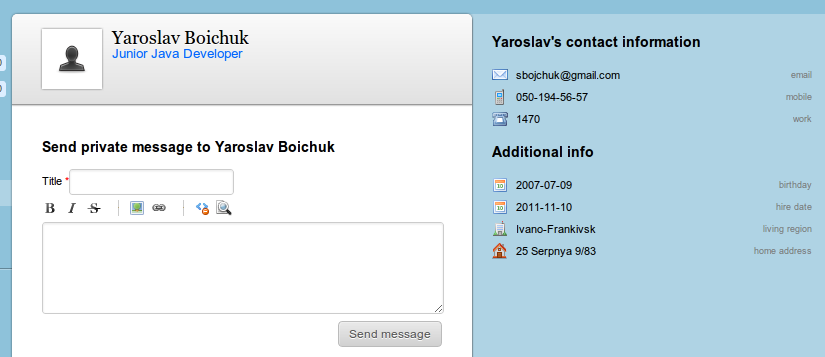 Yaroslav Boichuk
Junior Java Developer
Send private message to Yaroslav Boichuk
Title *
B I S
Send message
Yaroslav's contact information
sbojchuk@gmail.com email
050-194-56-57 mobile
1470 work
Additional info
2007-07-09 birthday
2011-11-10 hire date
Ivano-Frankivsk living region
25 Serpnya 9/83 home address